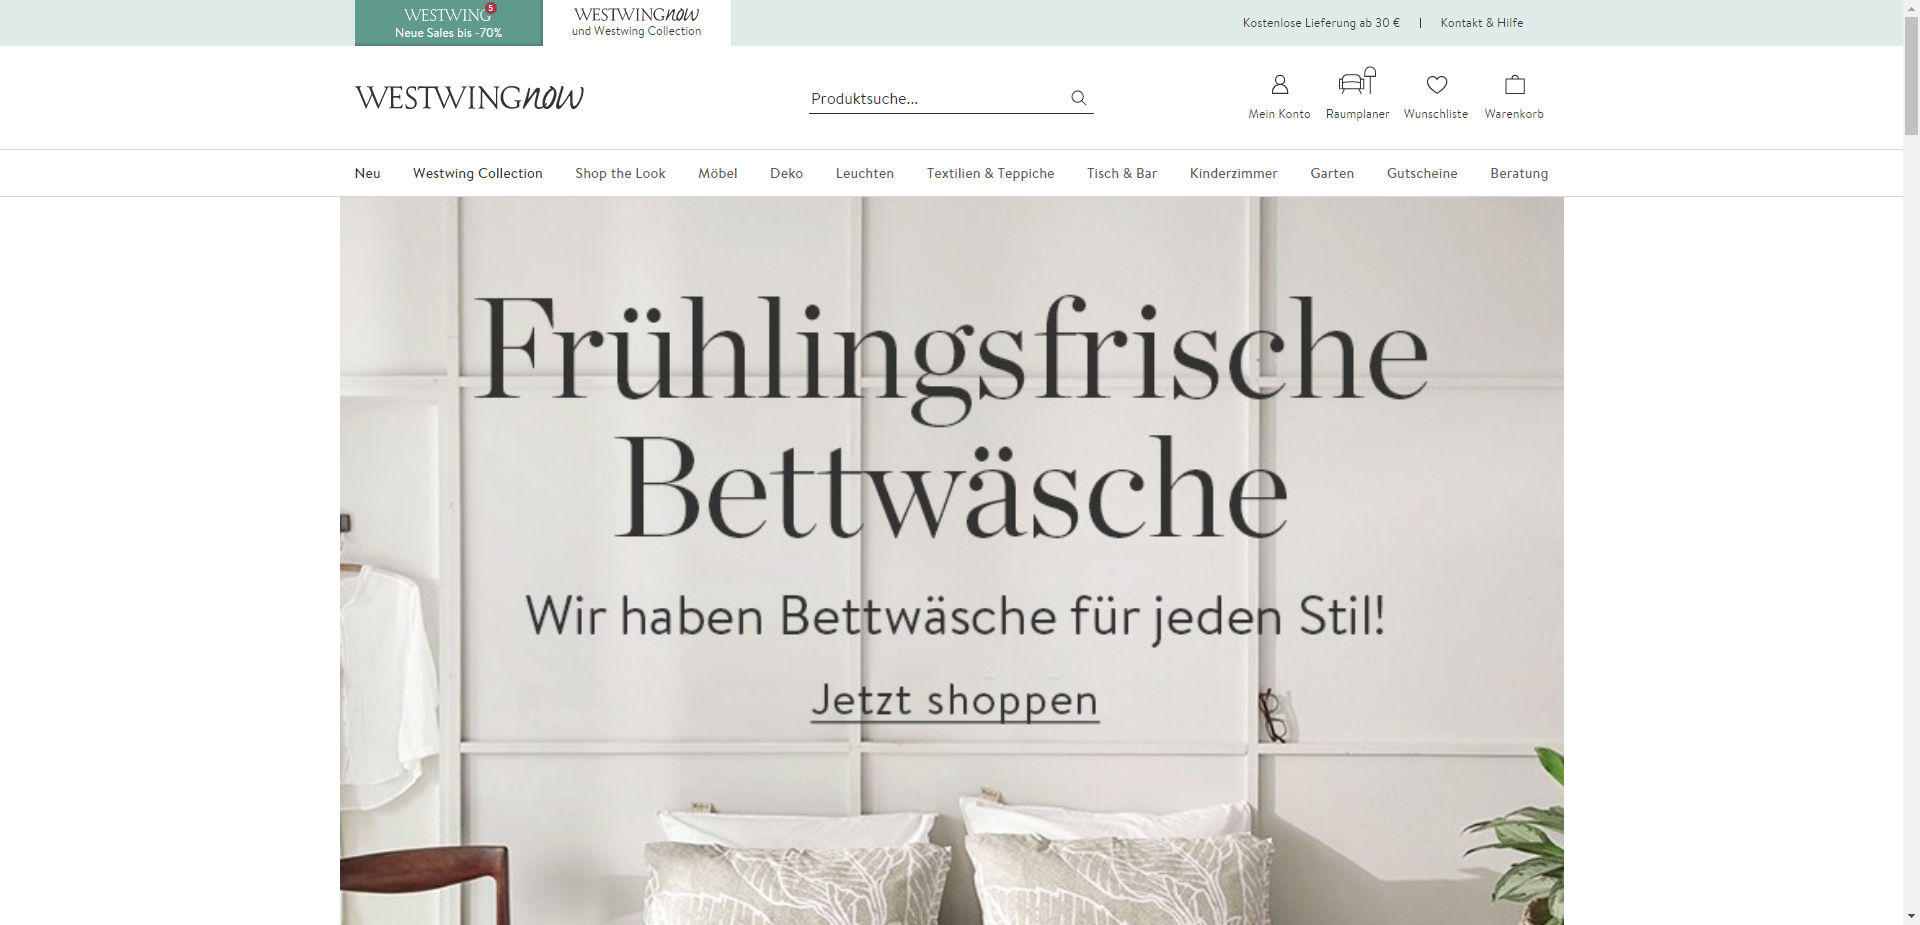 WESTWING 5
Neue Sales bis -70%
WESTWINGnow
und Westwing Collection
Kostenlose Lieferung ab 30 € | Kontakt & Hilfe
WESTWINGnow
Produktsuche...
Mein Konto
Raumplaner
Wunschliste
Warenkorb
Neu Westwing Collection Shop the Look Möbel Deko Leuchten Textilien & Teppiche Tisch & Bar Kinderzimmer Garten Gutscheine Beratung
Frühlingsfrische
Bettwäsche
Wir haben Bettwäsche für jeden Stil!
Jetzt shoppen